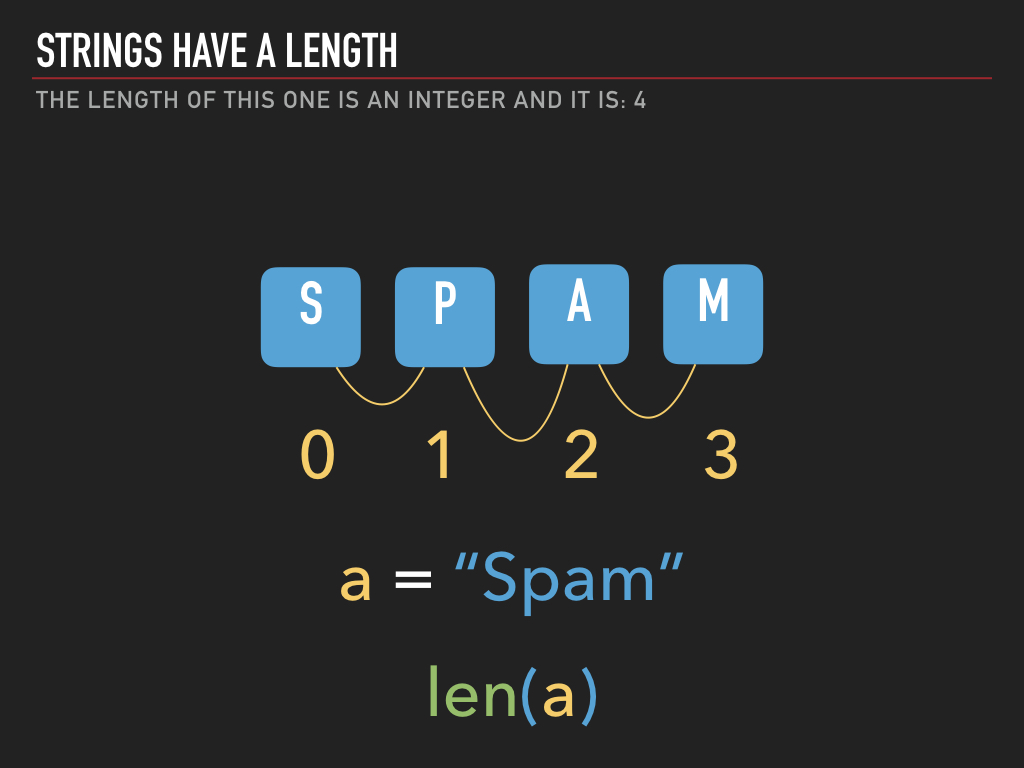 STRINGS HAVE A LENGTH
THE LENGTH OF THIS ONE IS AN INTEGER AND IT IS: 4
S P A M
0 1 2 3
a = “Spam”
len(a)